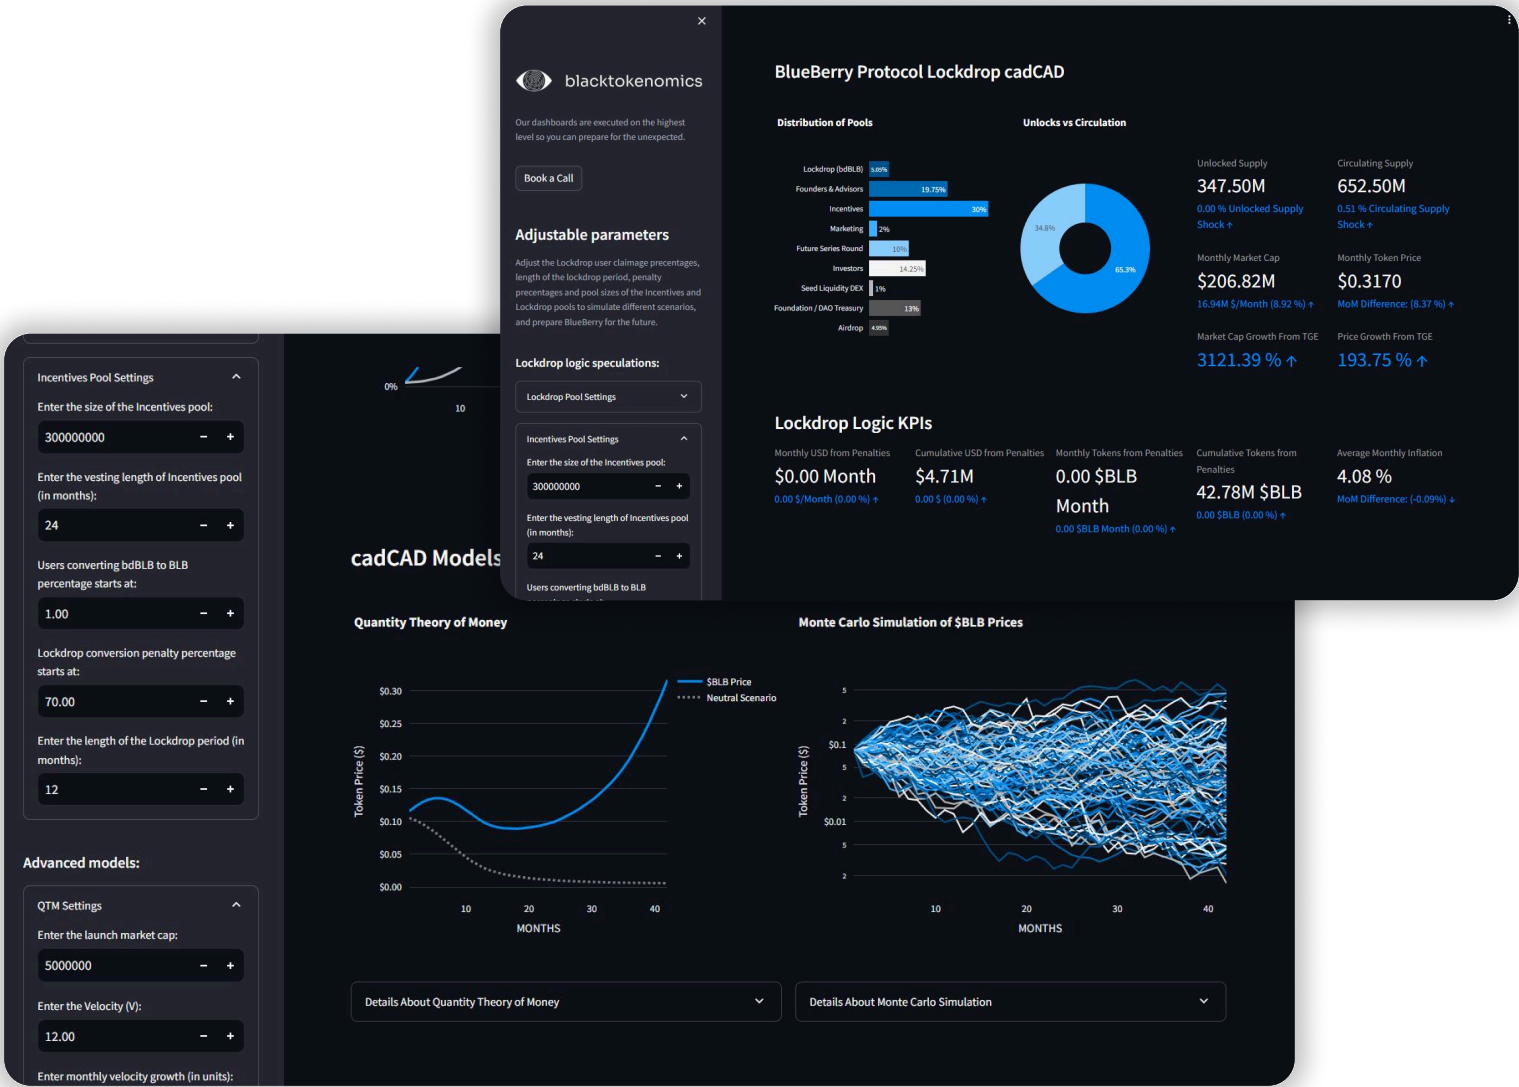 blacktokenomics
Our dashboards are executed on the highest
level so you can prepare for the unexpected.
Book a Call
Adjustable parameters
Adjust the Lockdrop user claimage precentages,
length of the lockdrop period, penalty
precentages and pool sizes of the Incentives and
Lockdrop pools to simulate different scenarios,
and prepare BlueBerry for the future.
Lockdrop logic speculations:
Lockdrop Pool Settings
Incentives Pool Settings
Enter the size of the Incentives pool:
300000000
- +
Enter the vesting length of Incentives pool
(in months):
24
- +
Users converting bdBLB to BLB
BlueBerry Protocol Lockdrop cadCAD
Distribution of Pools
Lockdrop (bdBLB) 5.05%
Founders & Advisors 19.75%
Incentives 30%
Marketing 2%
Future Series Round 10%
Investors 14.25%
Seed Liquidity DEX 1%
Foundation / DAO Treasury 13%
Airdrop 4.95%
Unlocks vs Circulation
34.8%
65.3%
Unlocked Supply
347.50M
0.00 % Unlocked Supply
Shock ↑
Circulating Supply
652.50M
0.51 % Circulating Supply
Shock ↑
Monthly Market Cap
$206.82M
16.94M $/Month (8.92 %) ↑
Monthly Token Price
$0.3170
MoM Difference: (8.37 %) ↑
Market Cap Growth From TGE
3121.39 % ↑
Price Growth From TGE
193.75 % ↑
Lockdrop Logic KPIs
Monthly USD from Penalties
$0.00 Month
0.00 $/Month (0.00 %) ↑
Cumulative USD from Penalties
$4.71M
0.00 $ (0.00 %) ↑
Monthly Tokens from Penalties
0.00 $BLB
Month
0.00 $BLB Month (0.00 %) ↑
Cumulative Tokens from
Penalties
42.78M $BLB
0.00 $BLB (0.00 %) ↑
Average Monthly Inflation
4.08 %
MoM Difference: (-0.09%) ↓
Incentives Pool Settings
Enter the size of the Incentives pool:
300000000
- +
Enter the vesting length of Incentives pool
(in months):
24
- +
Users converting bdBLB to BLB
percentage starts at:
1.00
- +
Lockdrop conversion penalty percentage
starts at:
70.00
- +
Enter the length of the Lockdrop period (in
months):
12
- +
Advanced models:
QTM Settings
Enter the launch market cap:
5000000
- +
Enter the Velocity (V):
12.00
- +
Enter monthly velocity growth (in units):
0%
10
cadCAD Models
Quantity Theory of Money
$BLB Price
Neutral Scenario
Token Price ($)
$0.30
$0.25
$0.20
$0.15
$0.10
$0.05
$0.00
10 20 30 40
MONTHS
Monte Carlo Simulation of $BLB Prices
Token Price ($)
5
2
$0.1
5
2
$0.01
5
2
10 20 30 40
MONTHS
Details About Quantity Theory of Money
Details About Monte Carlo Simulation